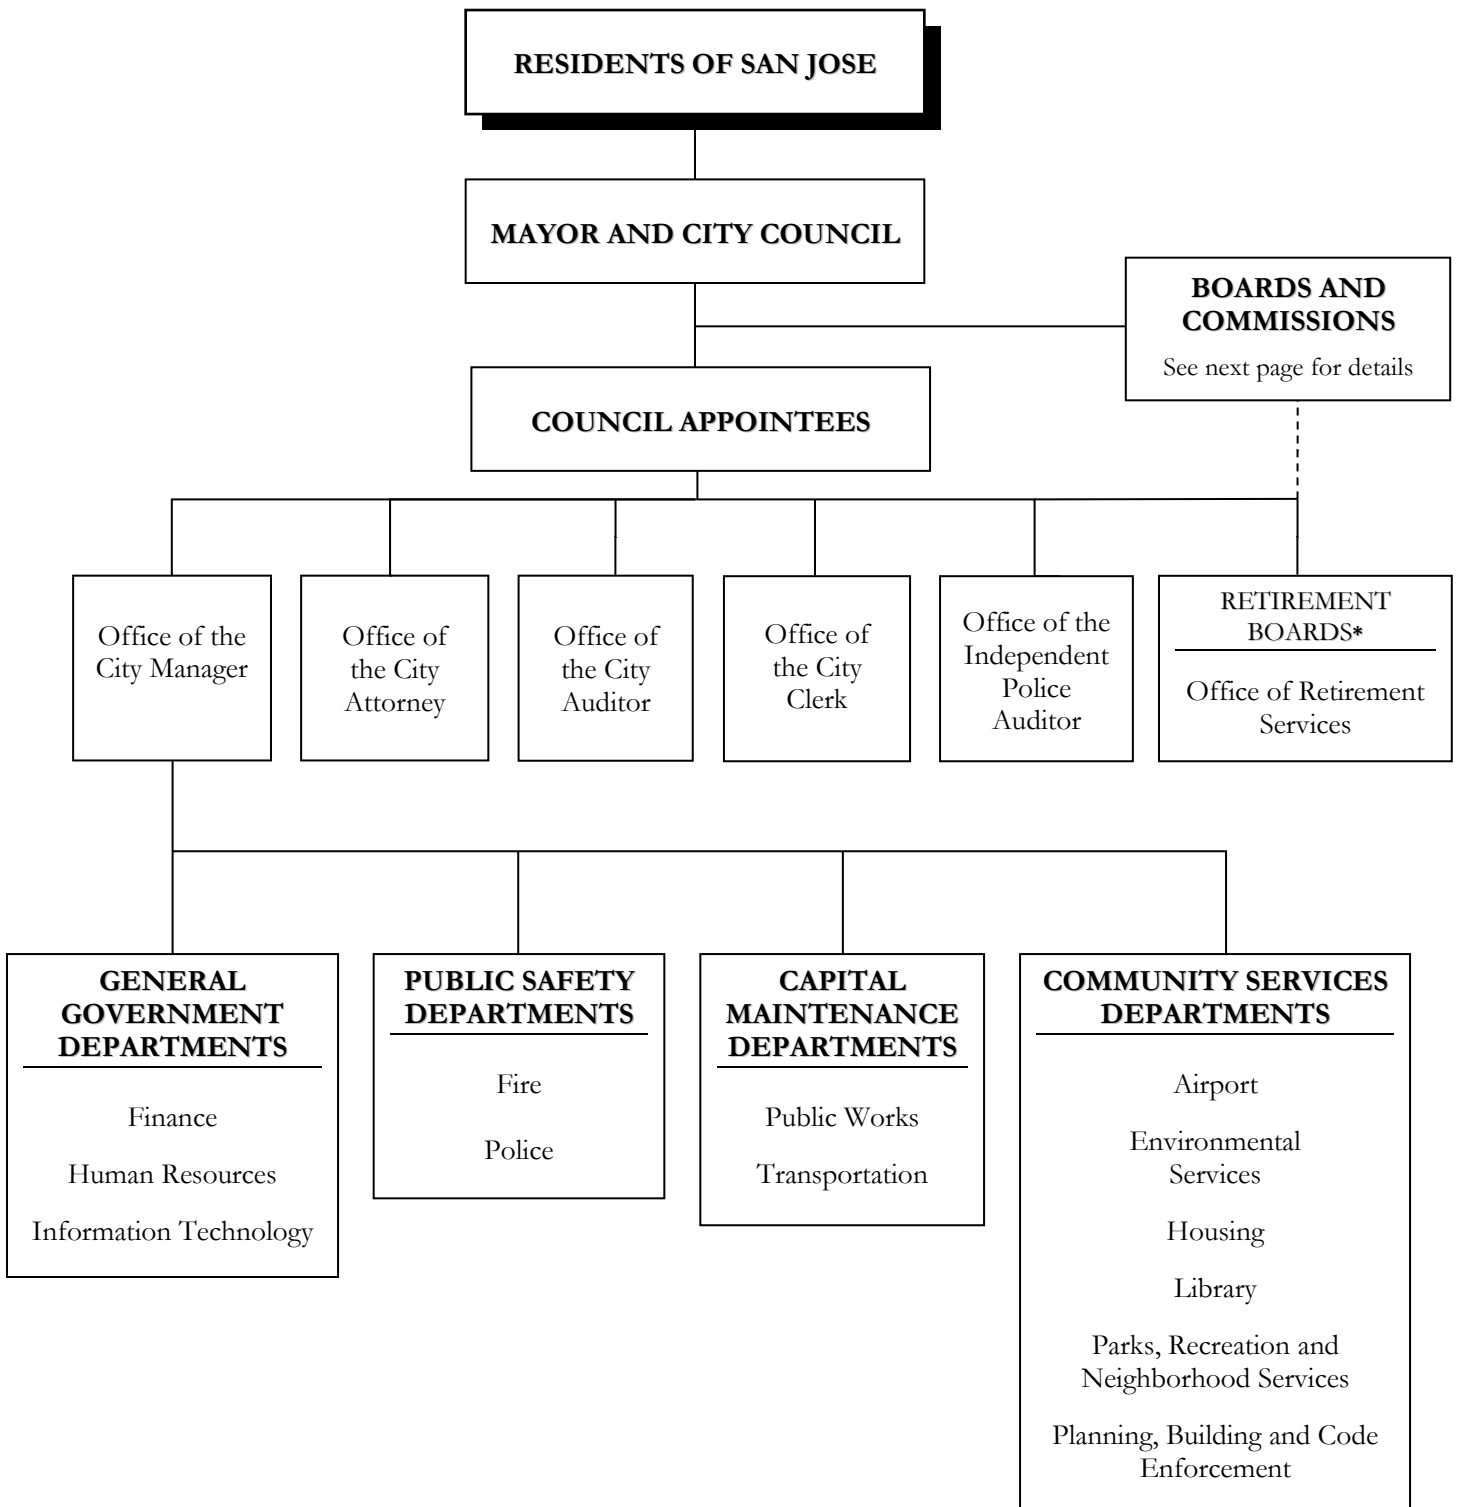 RESIDENTS OF SAN JOSE
MAYOR AND CITY COUNCIL
BOARDS AND
COMMISSIONS
See next page for details
COUNCIL APPOINTEES
Office of the
City Manager
Office of
the City
Attorney
Office of
the City
Auditor
Office of
the City
Clerk
Office of the
Independent
Police
Auditor
RETIREMENT
BOARDS*
Office of Retirement
Services
GENERAL
GOVERNMENT
DEPARTMENTS
Finance
Human Resources
Information Technology
PUBLIC SAFETY
DEPARTMENTS
Fire
Police
CAPITAL
MAINTENANCE
DEPARTMENTS
Public Works
Transportation
COMMUNITY SERVICES
DEPARTMENTS
Airport
Environmental
Services
Housing
Library
Parks, Recreation and
Neighborhood Services
Planning, Building and Code
Enforcement